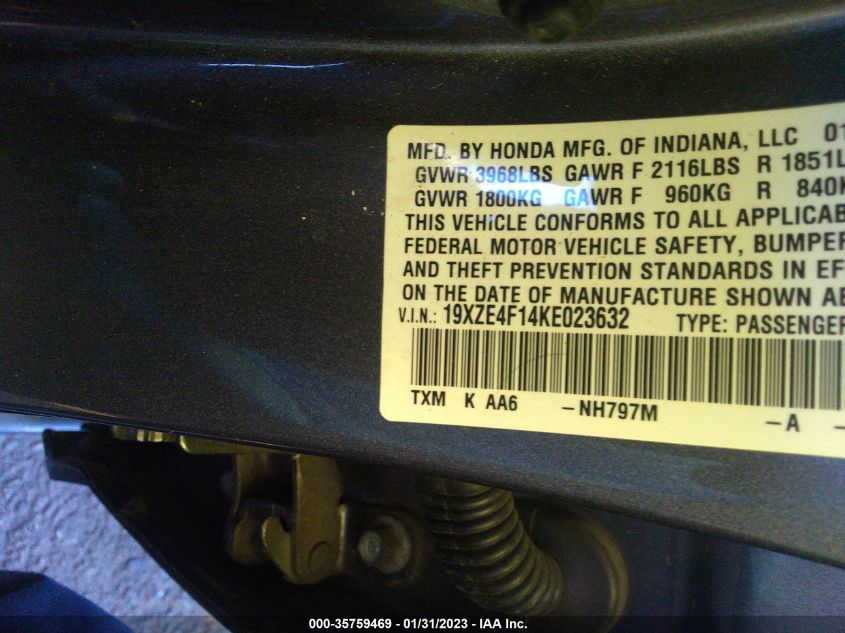 MFD. BY HONDA MFG. OF INDIANA, LLC 01
GVWR 3968LBS GAWR F 2116LBS R 1851L
GVWR 1800KG GAWR F 960KG R 840K
THIS VEHICLE CONFORMS TO ALL APPLICAB
FEDERAL MOTOR VEHICLE SAFETY, BUMPER
AND THEFT PREVENTION STANDARDS IN EF
ON THE DATE OF MANUFACTURE SHOWN AB
V.I.N.: 19XZE4F14KE023632 TYPE: PASSENGER
TXM K AA6 -NH797M -A -
000-35759469 - 01/31/2023 - IAA Inc.